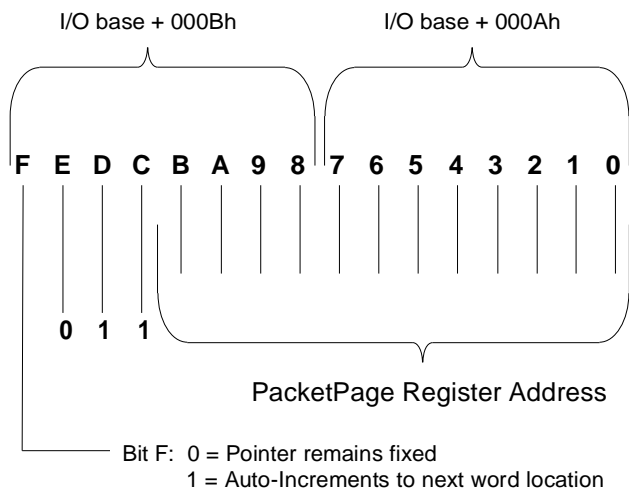 I/O base + 000Bh I/O base + 000Ah
F E D C B A 9 8 7 6 5 4 3 2 1 0
0 1 1
PacketPage Register Address
Bit F: 0 = Pointer remains fixed
1 = Auto-Increments to next word location